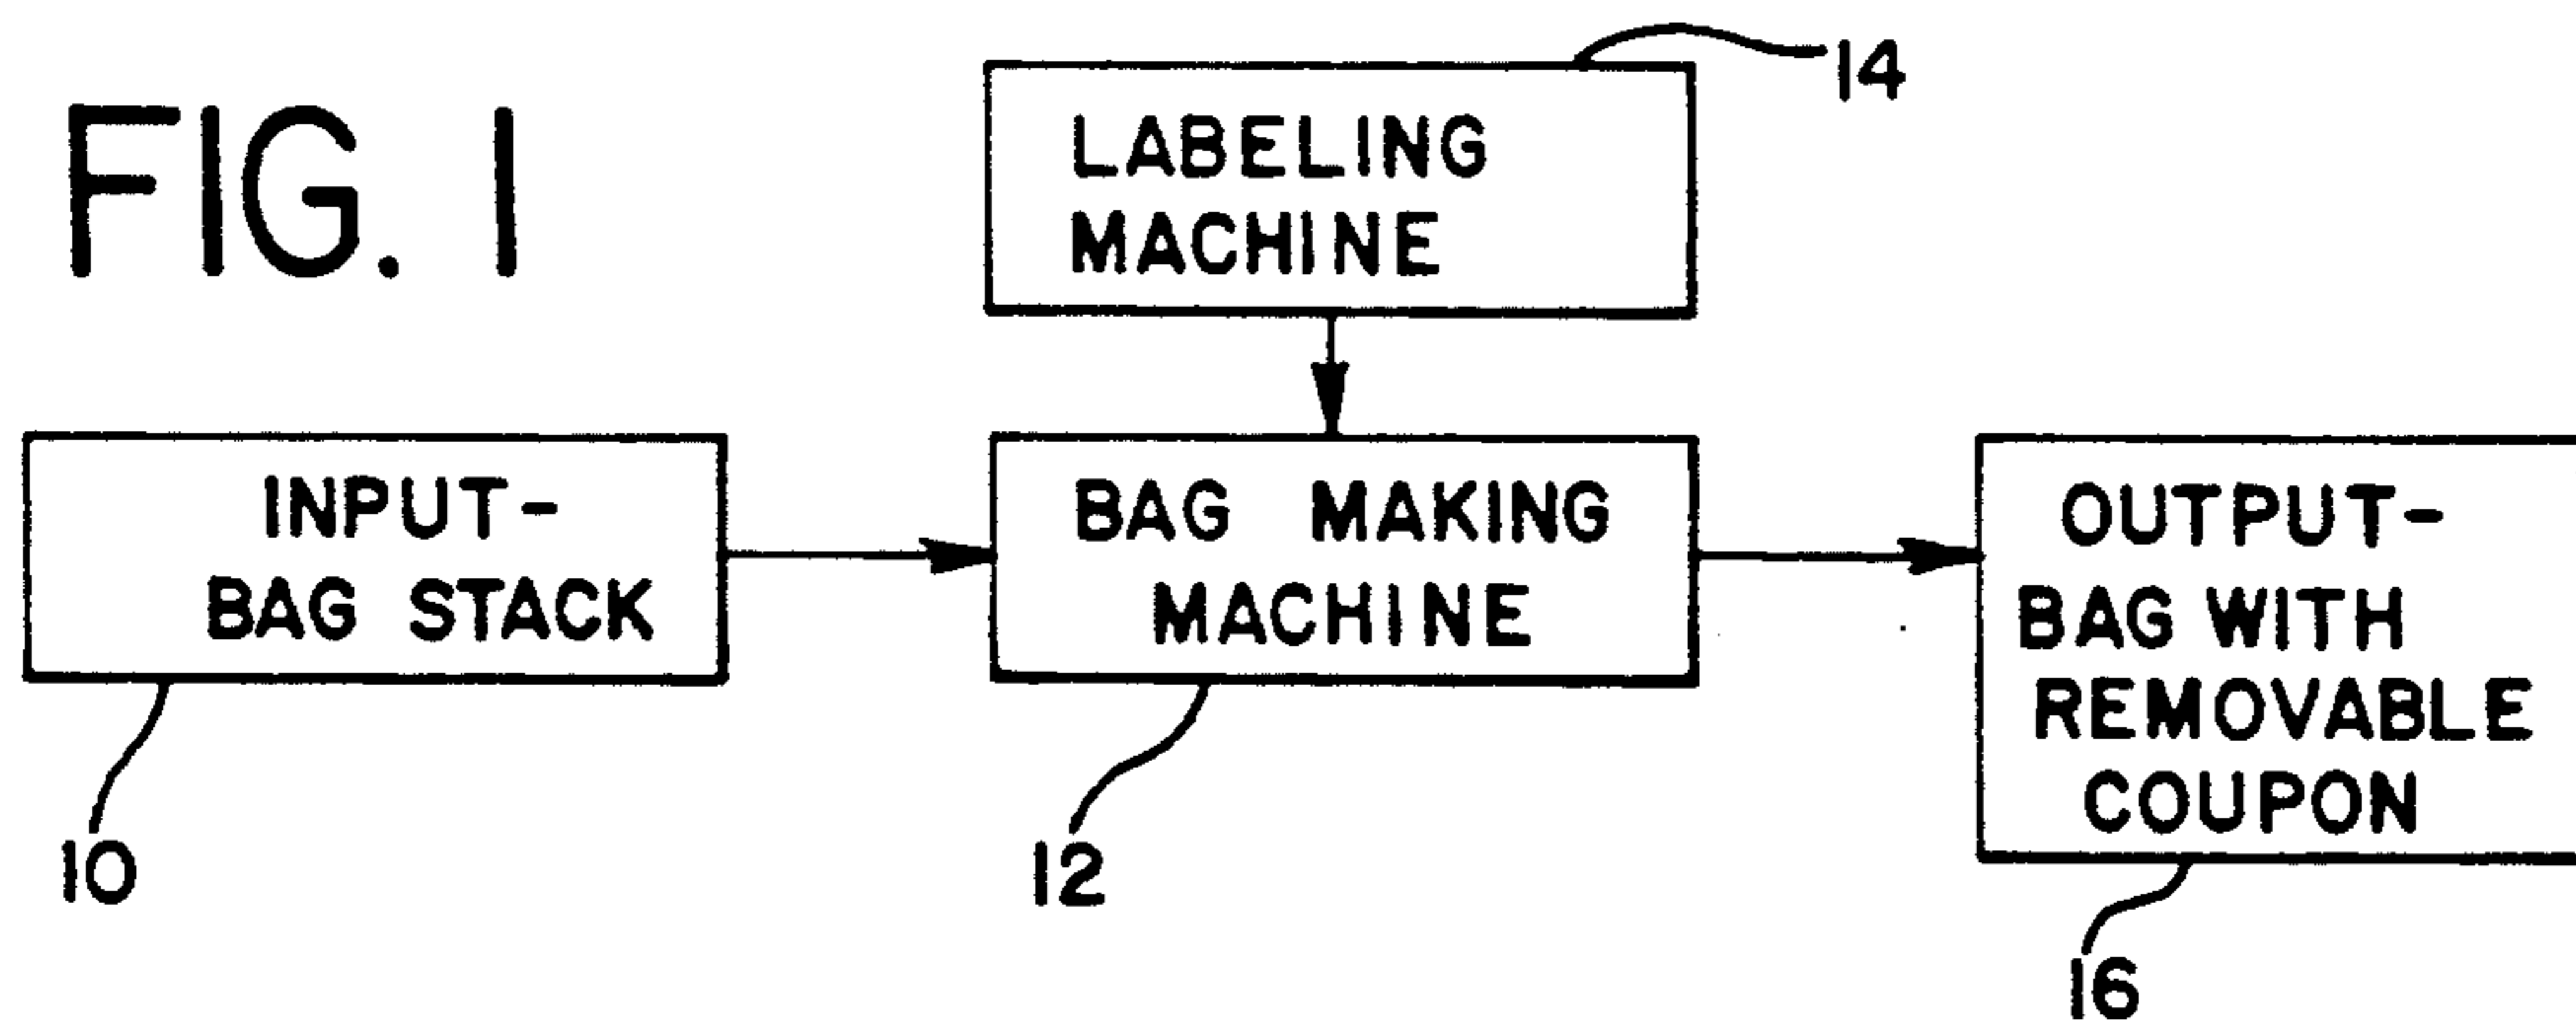 FIG. 1
14
LABELING
MACHINE
INPUT-
BAG STACK
BAG MAKING
MACHINE
OUTPUT-
BAG WITH
REMOVABLE
COUPON
10
12
16